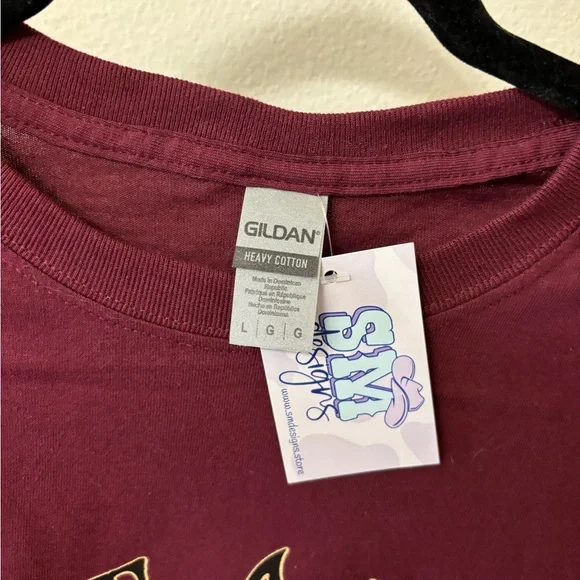 GILDAN®
HEAVY COTTON
Made in Dominican
Republic
Fabriqué en République
Dominicaine
Hecho en República
Dominicana
L | G | G
SM
designs
www.smdesigns.store